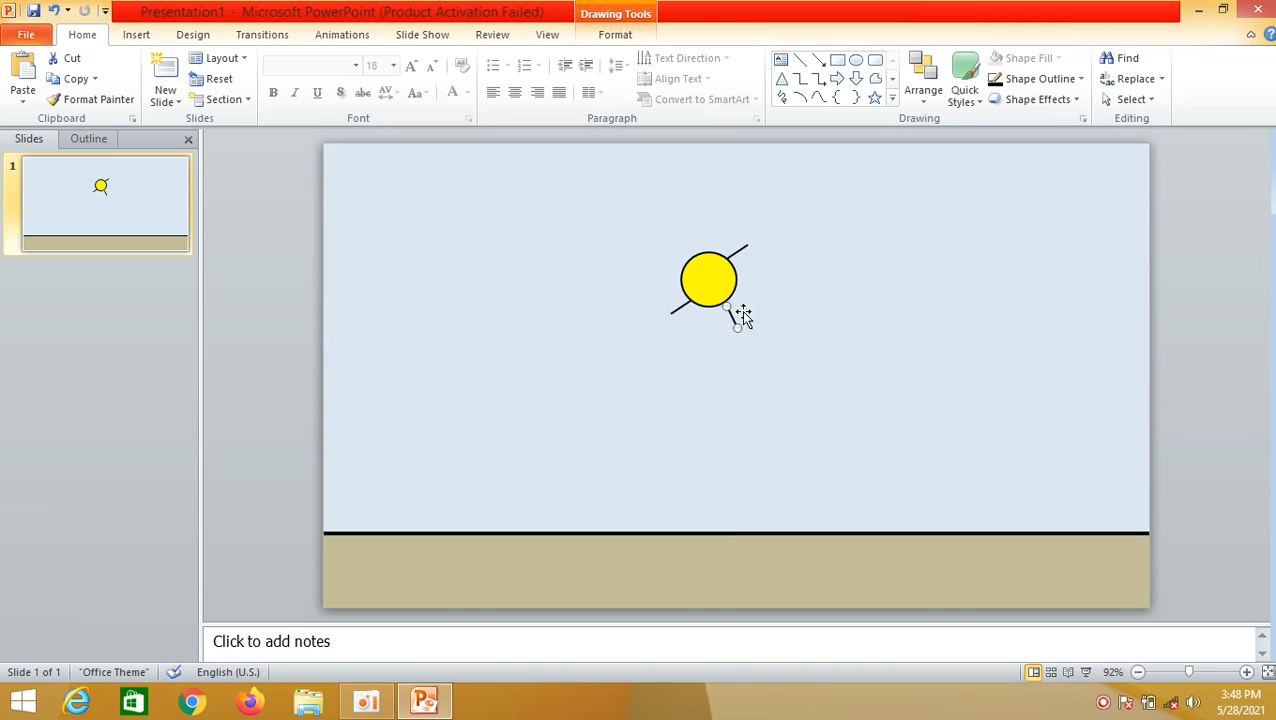 Presentation1 - Microsoft PowerPoint (Product Activation Failed)
Drawing Tools
File Home Insert Design Transitions Animations Slide Show Review View Format
Paste
Cut
Copy
Format Painter
Clipboard
New Slide
Layout
Reset
Section
Slides
18
B I U S abc AV Aa A
Font
Text Direction
Align Text
Convert to SmartArt
Paragraph
Arrange
Quick Styles
Shape Fill
Shape Outline
Shape Effects
Drawing
Find
Replace
Select
Editing
Slides Outline
1
Click to add notes
Slide 1 of 1 "Office Theme" English (U.S.) 92%
3:48 PM
5/28/2021